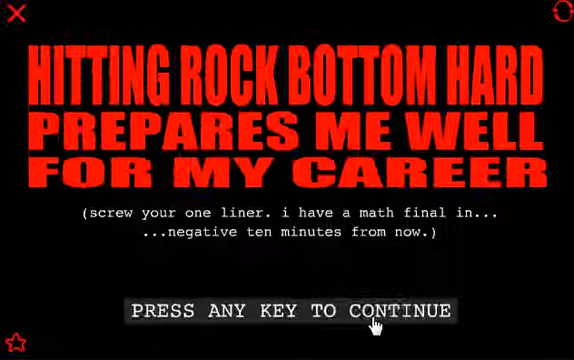 HITTING ROCK BOTTOM HARD
PREPARES ME WELL
FOR MY CAREER
(screw your one liner. i have a math final in...
...negative ten minutes from now.)
PRESS ANY KEY TO CONTINUE